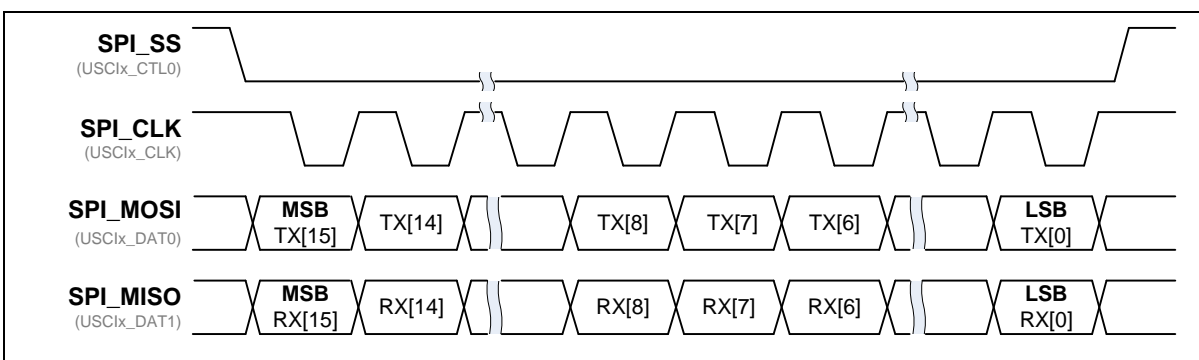 SPI_SS
(USCIx_CTL0)
SPI_CLK
(USCIx_CLK)
SPI_MOSI
(USCIx_DAT0)
MSB
TX[15]
TX[14]
TX[8]
TX[7]
TX[6]
LSB
TX[0]
SPI_MISO
(USCIx_DAT1)
MSB
RX[15]
RX[14]
RX[8]
RX[7]
RX[6]
LSB
RX[0]